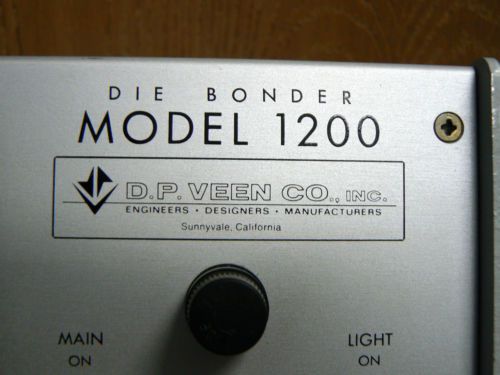 DIE BONDER
MODEL 1200
D.P. VEEN CO., INC.
ENGINEERS • DESIGNERS • MANUFACTURERS
Sunnyvale, California
MAIN
ON
LIGHT
ON